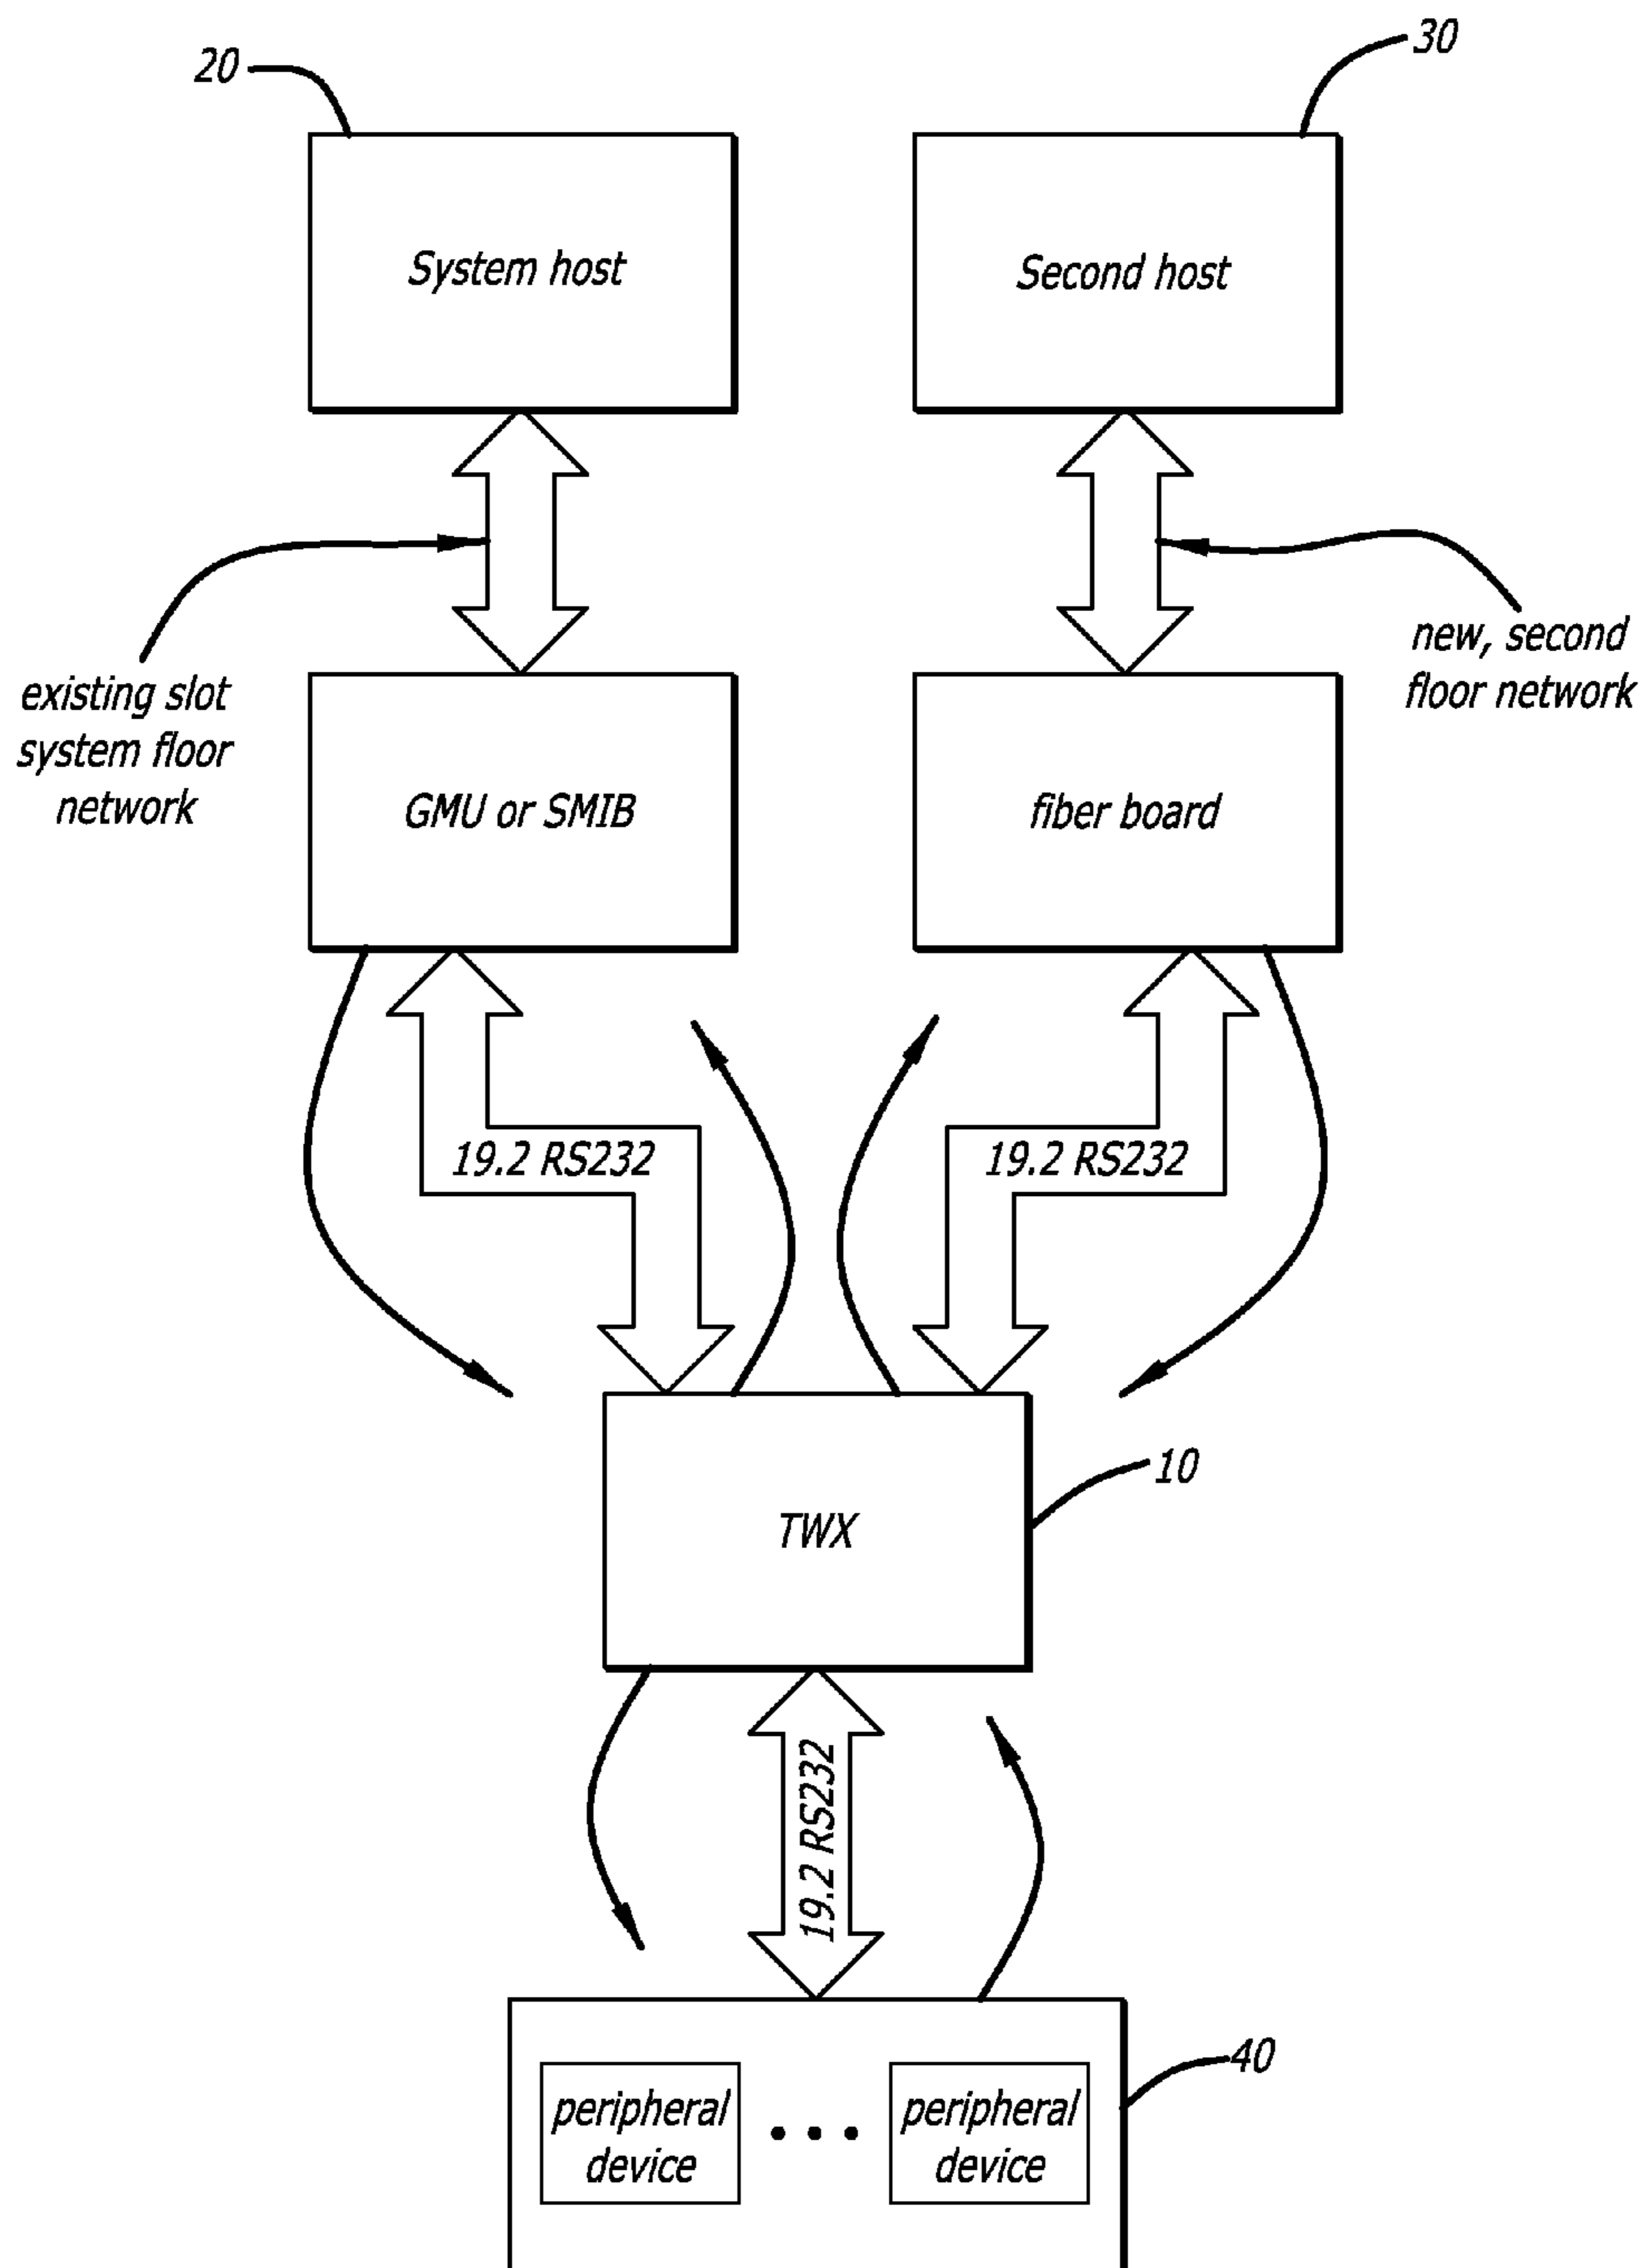 20
30
System host
Second host
existing slot
system floor
network
new, second
floor network
GMU or SMIB
fiber board
19.2 RS232
19.2 RS232
TWX
10
19.2 RS232
40
peripheral
device
peripheral
device